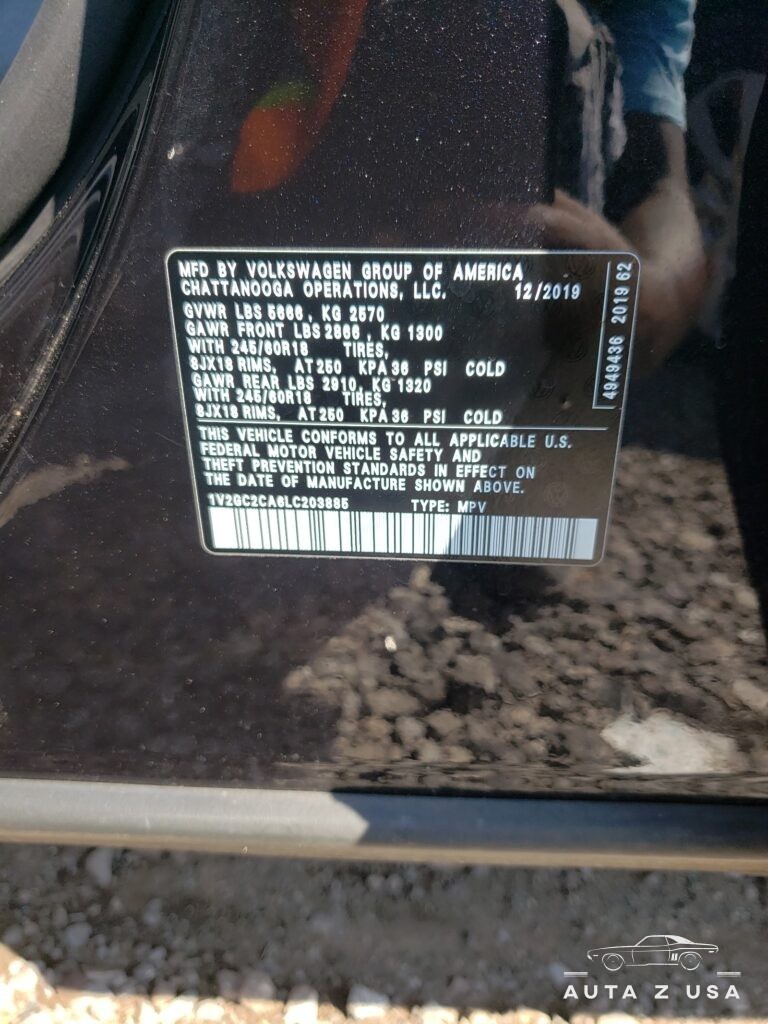 MFD BY VOLKSWAGEN GROUP OF AMERICA
CHATTANOOGA OPERATIONS, LLC. 12/2019
GVWR LBS 5666, KG 2570
GAWR FRONT LBS 2866, KG 1300
WITH 245/60R18 TIRES,
8JX18 RIMS, AT 250 KPA 36 PSI COLD
GAWR REAR LBS 2910, KG 1320
WITH 245/60R18 TIRES,
8JX18 RIMS, AT 250 KPA 36 PSI COLD
THIS VEHICLE CONFORMS TO ALL APPLICABLE U.S.
FEDERAL MOTOR VEHICLE SAFETY AND
THEFT PREVENTION STANDARDS IN EFFECT ON
THE DATE OF MANUFACTURE SHOWN ABOVE.
1V2GC2CA6LC203885 TYPE: MPV
4949436 2019 62
AUTA Z USA